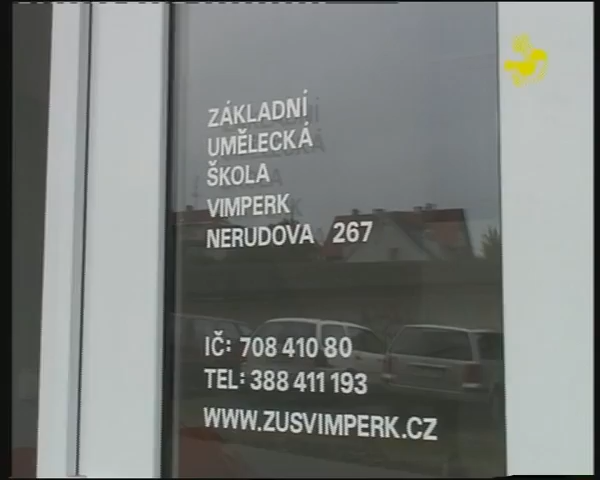 ZÁKLADNÍ
UMĚLECKÁ
ŠKOLA
VIMPERK
NERUDOVA 267
IČ: 708 410 80
TEL: 388 411 193
WWW.ZUSVIMPERK.CZ